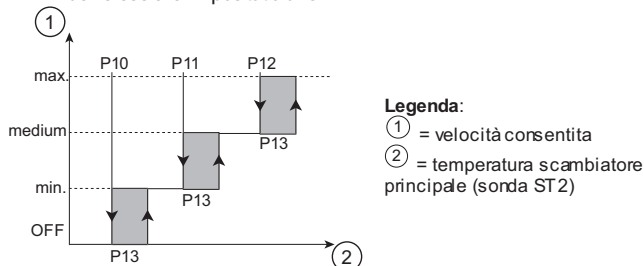 1
P10 P11 P12
max.
medium
P13
min.
P13
OFF
P13
2
Legenda:
1 = velocità consentita
2 = temperatura scambiatore
principale (sonda ST2)